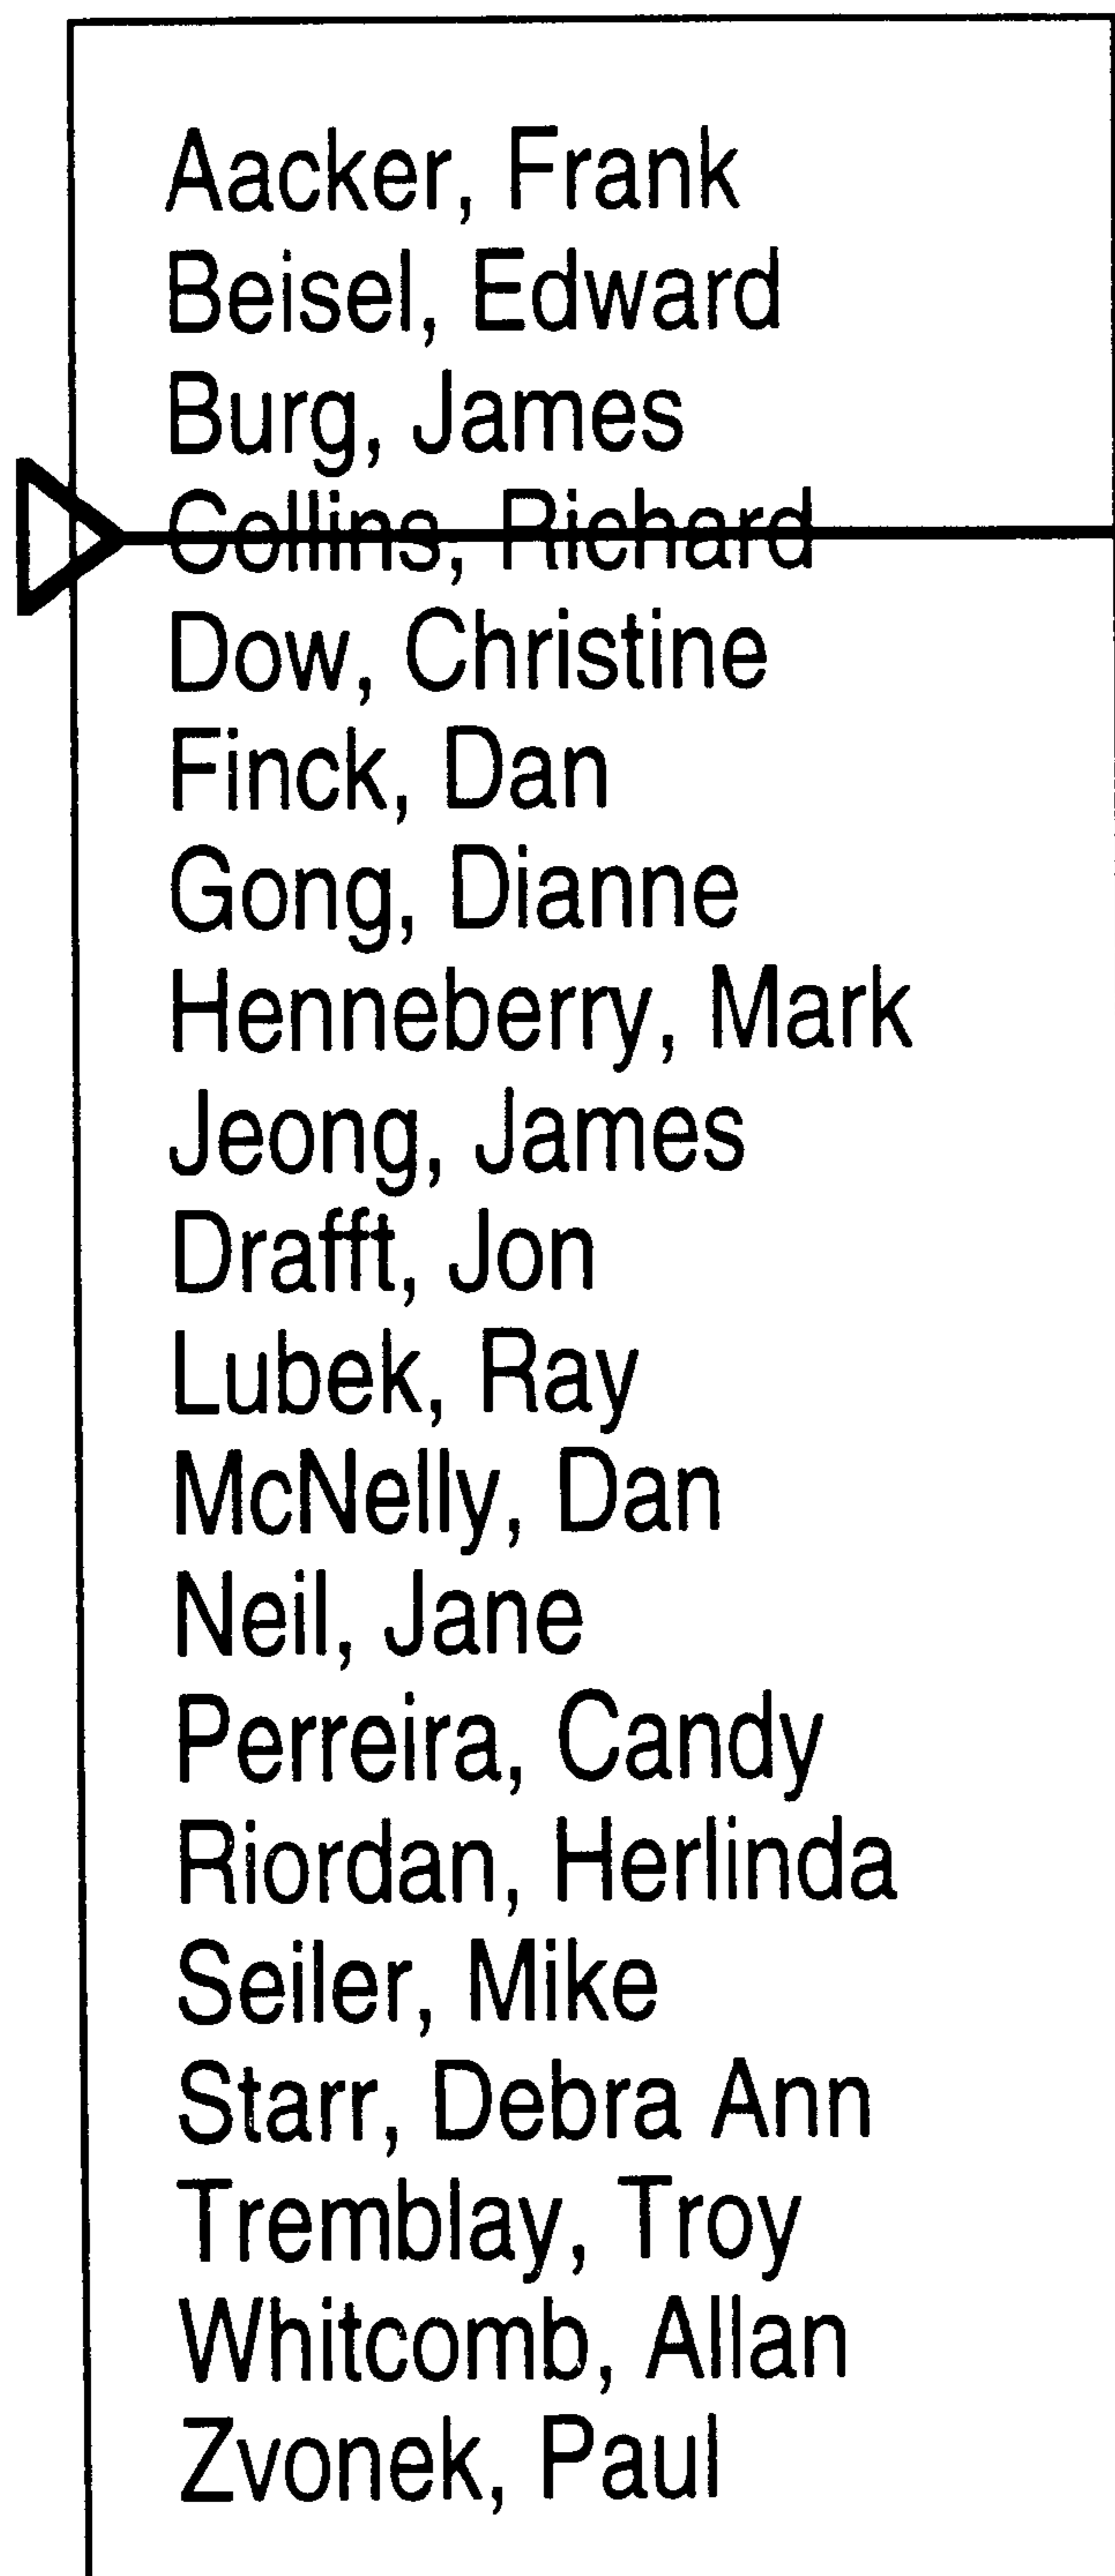 Aacker, Frank
Beisel, Edward
Burg, James
Collins, Richard
Dow, Christine
Finck, Dan
Gong, Dianne
Henneberry, Mark
Jeong, James
Drafft, Jon
Lubek, Ray
McNelly, Dan
Neil, Jane
Perreira, Candy
Riordan, Herlinda
Seiler, Mike
Starr, Debra Ann
Tremblay, Troy
Whitcomb, Allan
Zvonek, Paul